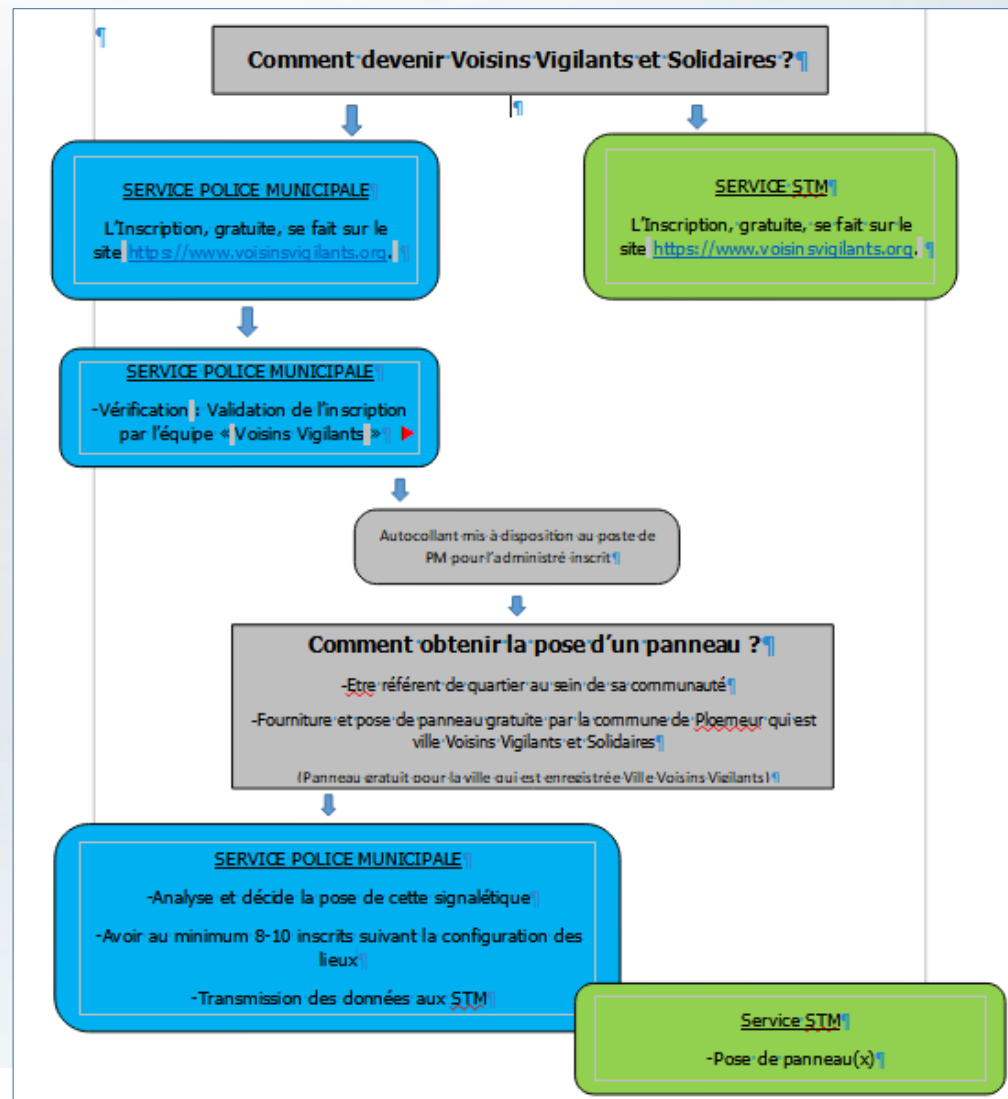 Comment devenir Voisins Vigilants et Solidaires ?
SERVICE POLICE MUNICIPALE
L'Inscription, gratuite, se fait sur le
site https://www.voisinsvigilants.org.
SERVICE STM
L'Inscription, gratuite, se fait sur le
site https://www.voisinsvigilants.org.
SERVICE POLICE MUNICIPALE
-Vérification : Validation de l'inscription
par l'équipe « Voisins Vigilants »
Autocollant mis à disposition au poste de
PM pour l'administré inscrit
Comment obtenir la pose d'un panneau ?
-Etre référent de quartier au sein de sa communauté
-Fourniture et pose de panneau gratuite par la commune de Ploemeur qui est
ville Voisins Vigilants et Solidaires
(Panneau gratuit pour la ville qui est enregistrée Ville Voisins Vigilants)
SERVICE POLICE MUNICIPALE
-Analyse et décide la pose de cette signalétique
-Avoir au minimum 8-10 inscrits suivant la configuration des
lieux
-Transmission des données aux STM
Service STM
-Pose de panneau(x)